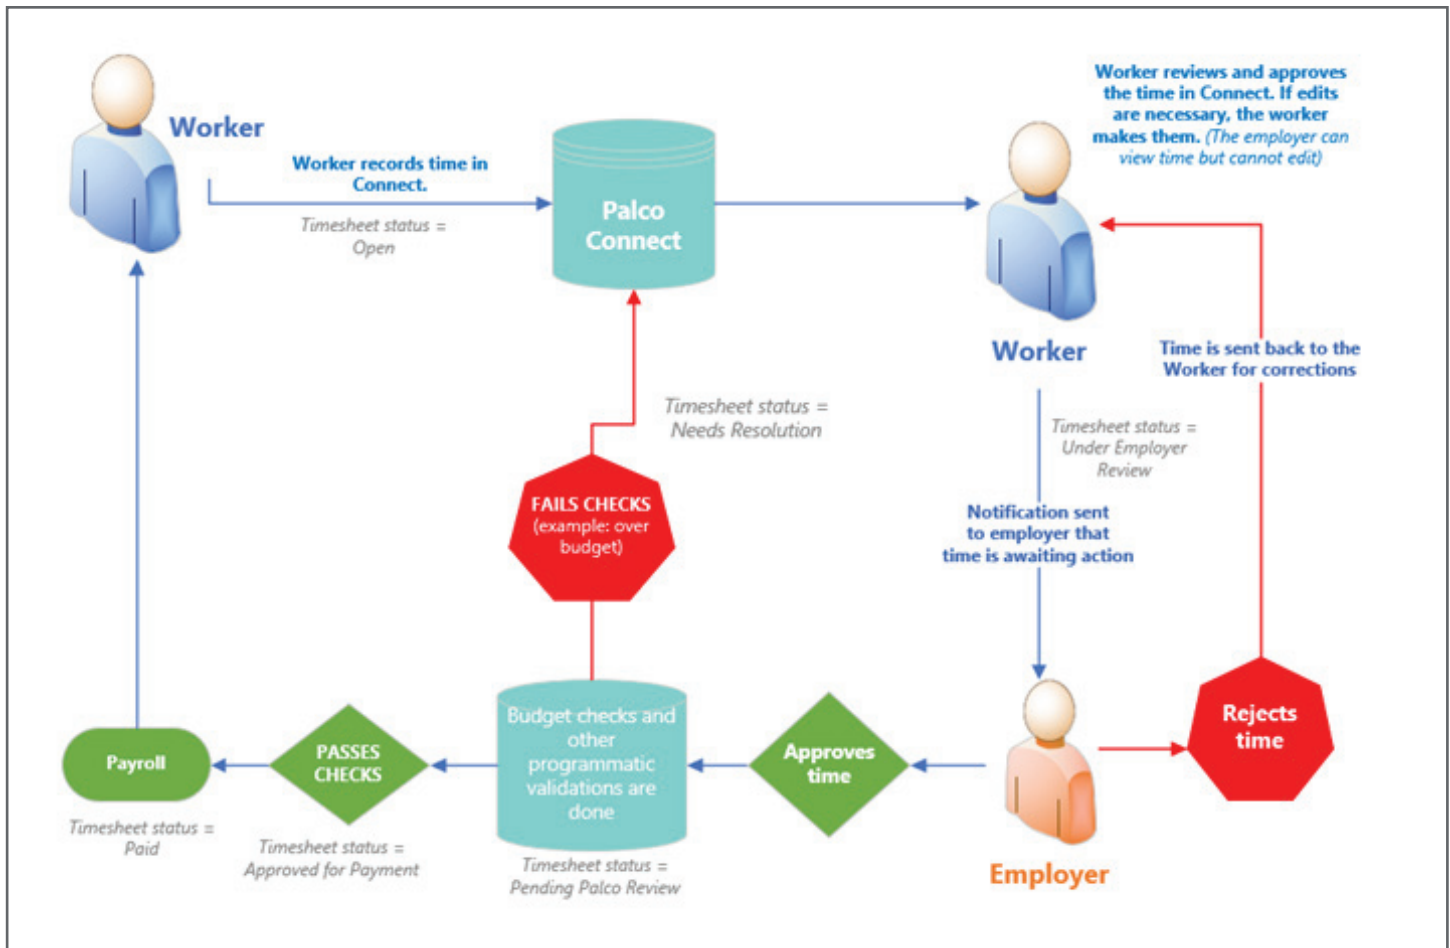 Worker
Worker records time in
Connect.
Timesheet status =
Open
Palco
Connect
Worker reviews and approves
the time in Connect. If edits
are necessary, the worker
makes them. (The employer can
view time but cannot edit)
Worker
Time is sent back to the
Worker for corrections
Timesheet status =
Under Employer
Review
Notification sent
to employer that
time is awaiting action
Timesheet status =
Needs Resolution
FAILS CHECKS
(example: over
budget)
Rejects
time
Employer
Approves
time
Budget checks and
other
programmatic
validations are
done
Timesheet status =
Pending Palco Review
PASSES
CHECKS
Timesheet status =
Approved for Payment
Payroll
Timesheet status =
Paid